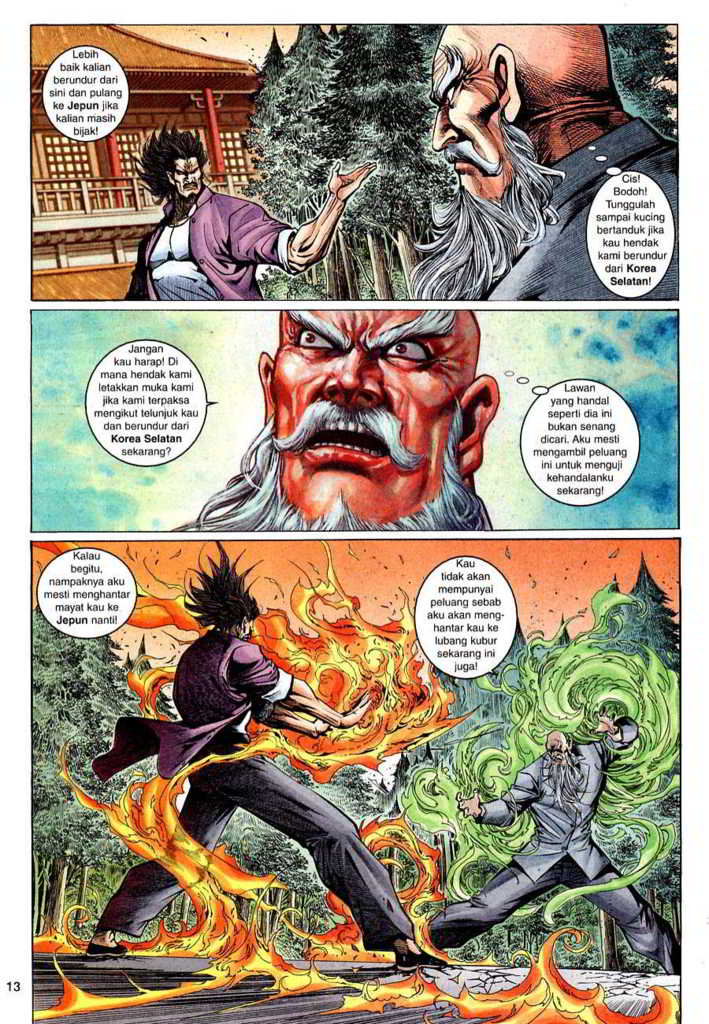 Lebih
baik kalian
berundur dari
sini dan pulang
ke Jepun jika
kalian masih
bijak!
Cis!
Bodoh!
Tunggulah
sampai kucing
bertanduk jika
kau hendak
kami berundur
dari Korea
Selatan!
Jangan
kau harap! Di
mana hendak kami
letakkan muka kami
jika kami terpaksa
mengikut telunjuk kau
dan berundur dari
Korea Selatan
sekarang?
Lawan
yang handal
seperti dia ini
bukan senang
dicari. Aku mesti
mengambil peluang
ini untuk menguji
kehandalanku
sekarang!
Kalau
begitu,
nampaknya aku
mesti menghantar
mayat kau ke
Jepun nanti!
Kau
tidak akan
mempunyai
peluang sebab
aku akan meng-
hantar kau ke
lubang kubur
sekarang ini
juga!
13